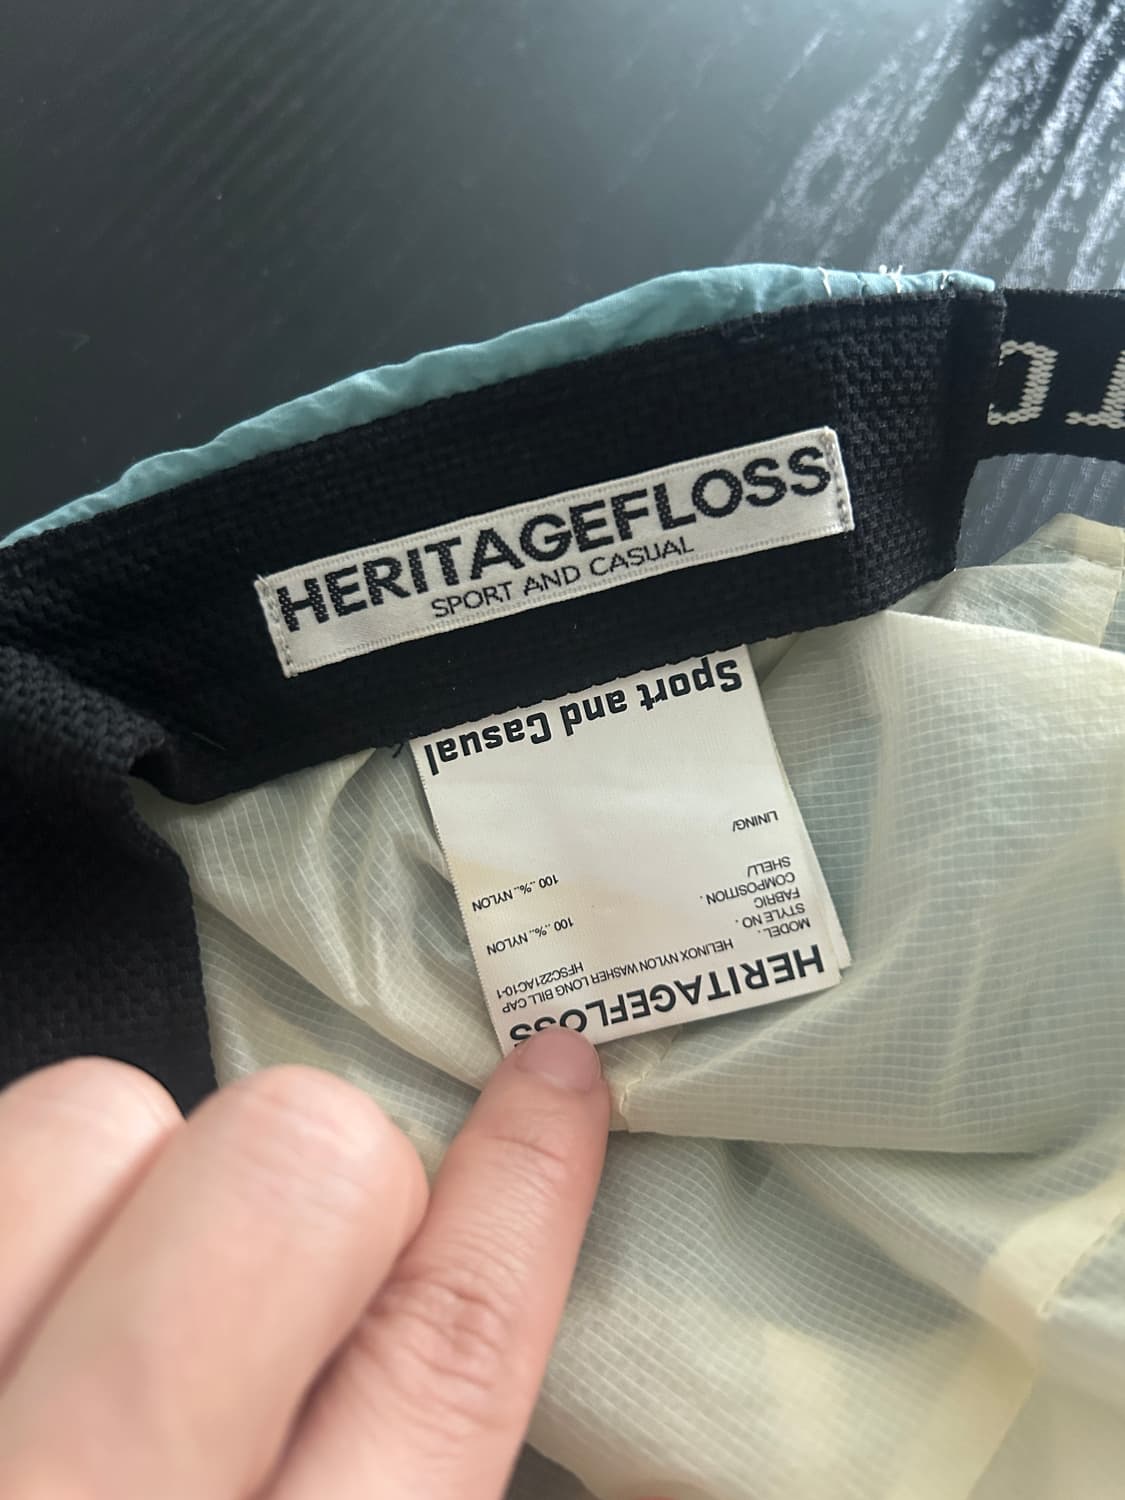 HERITAGEFLOSS
SPORT AND CASUAL
HERITAGEFLOSS
MODEL. HELINOX NYLON WASHER LONG BILL CAP
STYLE NO. HFSC221AC10-1
FABRIC
COMPOSITION.
SHELL/ 100..%..NYLON
LINING/ 100..%..NYLON
Sport and Casual